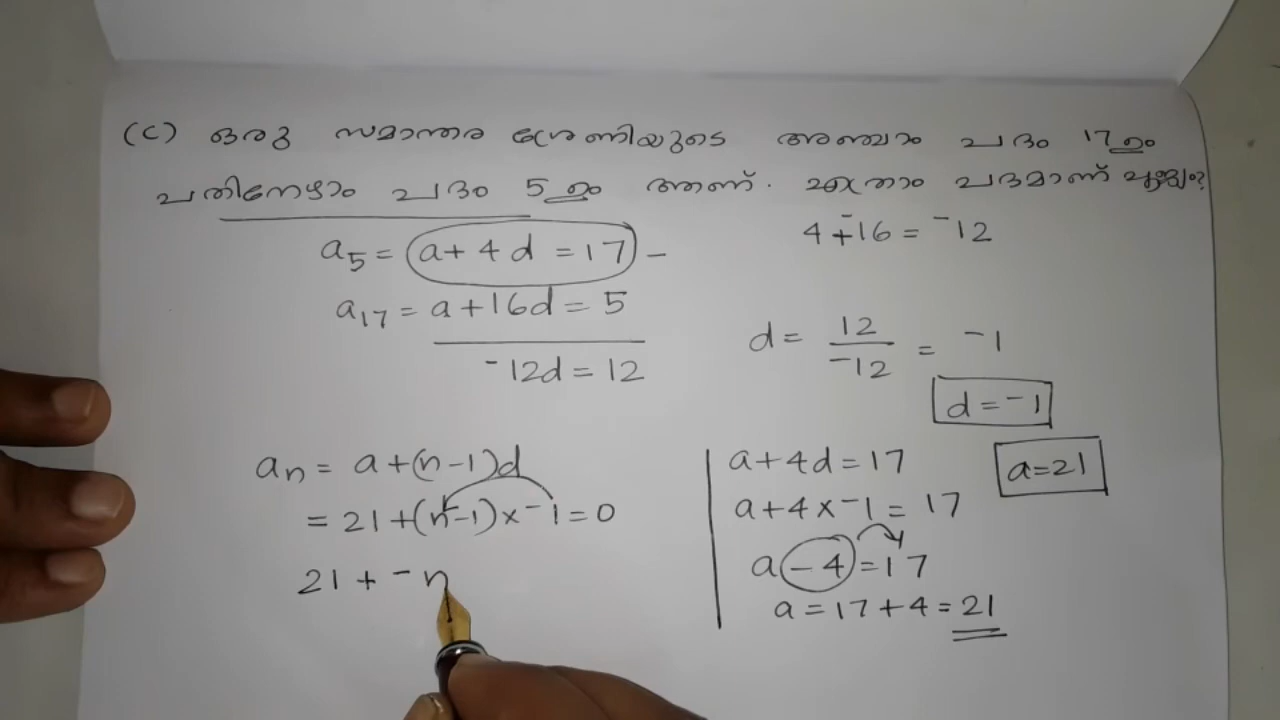 (c) ഒരു സമാന്തര ശ്രേണിയുടെ അഞ്ചാം പദം 17 ഉം
പതിനേഴാം പദം 5 ഉം ആണ്. എത്രാം പദമാണ് പൂജ്യം?
a5 = a + 4d = 17 –
a17 = a + 16d = 5
-12d = 12
4 + -16 = -12
d = 12/-12 = -1
d = -1
an = a + (n-1)d
= 21 + (n-1) x -1 = 0
21 + -n
a + 4d = 17
a + 4 x -1 = 17
a - 4 = 17
a = 17 + 4 = 21
a = 21